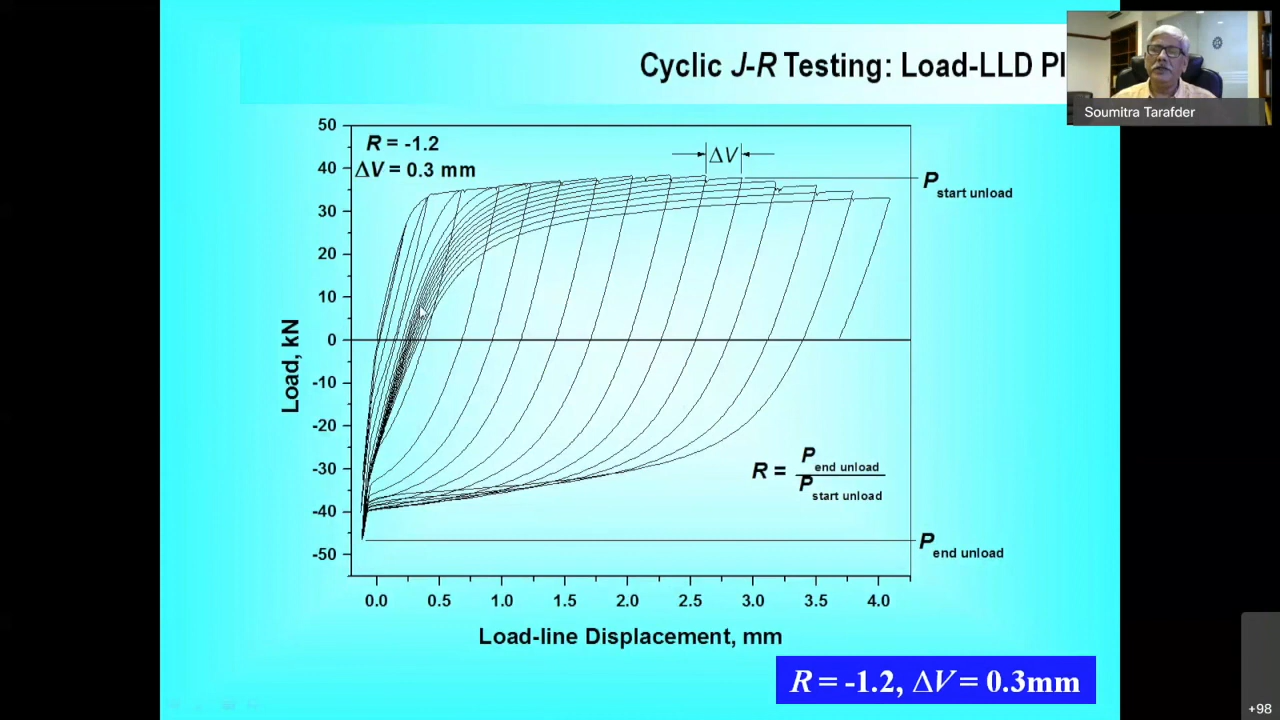 Cyclic J-R Testing: Load-LLD Pl
Soumitra Tarafder
R = -1.2
ΔV = 0.3 mm
ΔV
P start unload
50
40
30
20
10
0
-10
-20
-30
-40
-50
Load, kN
R = P end unload / P start unload
P end unload
0.0 0.5 1.0 1.5 2.0 2.5 3.0 3.5 4.0
Load-line Displacement, mm
R = -1.2, ΔV = 0.3mm
+98